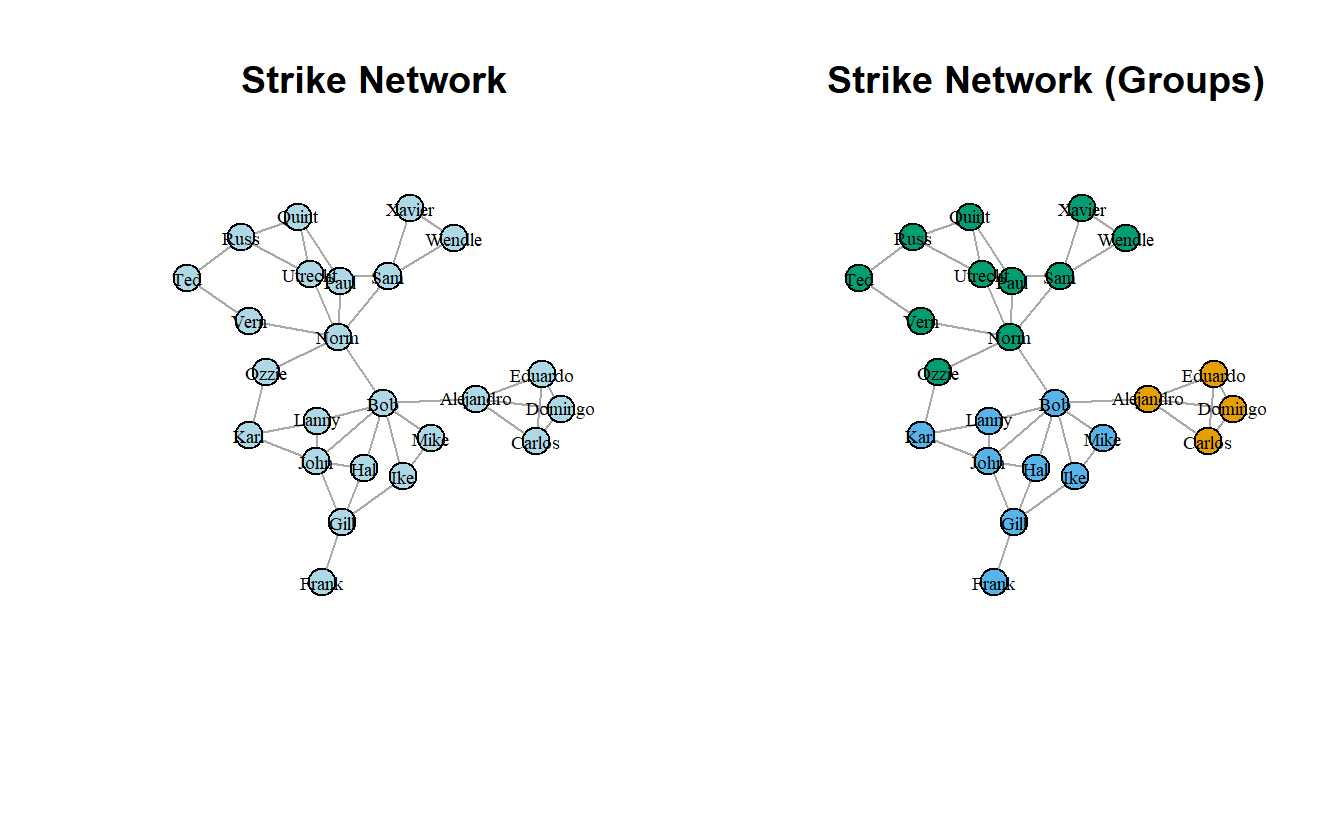 Strike Network
Xavier
Quint
Wendle
Russ
Utrecht
Paul
Sam
Ted
Vern
Norm
Ozzie
Eduardo
Alejandro
Bob
Domingo
Lanny
Karl
Mike
Carlos
John
Hal
Ike
Gill
Frank
Strike Network (Groups)
Xavier
Quint
Wendle
Russ
Utrecht
Paul
Sam
Ted
Vern
Norm
Ozzie
Eduardo
Alejandro
Bob
Domingo
Lanny
Karl
Mike
Carlos
John
Hal
Ike
Gill
Frank